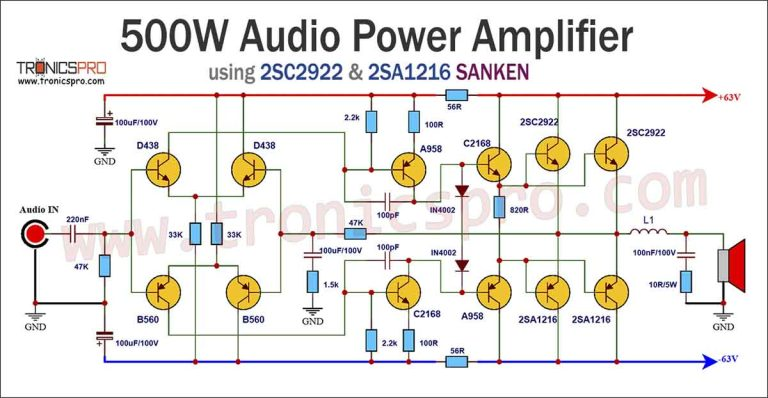 500W Audio Power Amplifier
using 2SC2922 & 2SA1216 SANKEN
TRONICSPRO
www.tronicspro.com
+63V
56R
2.2k
100R
100uF/100V
GND
2SC2922
2SC2922
D438
D438
A958
C2168
www.tronicspro.com
Audio IN
220nF
100pF
IN4002
820R
33K
33K
47K
L1
47K
100uF/100V
100pF
IN4002
100nF/100V
1.5k
10R/5W
GND
B560
B560
GND
C2168
A958
2SA1216
2SA1216
GND
100uF/100V
2.2k
100R
56R
-63V